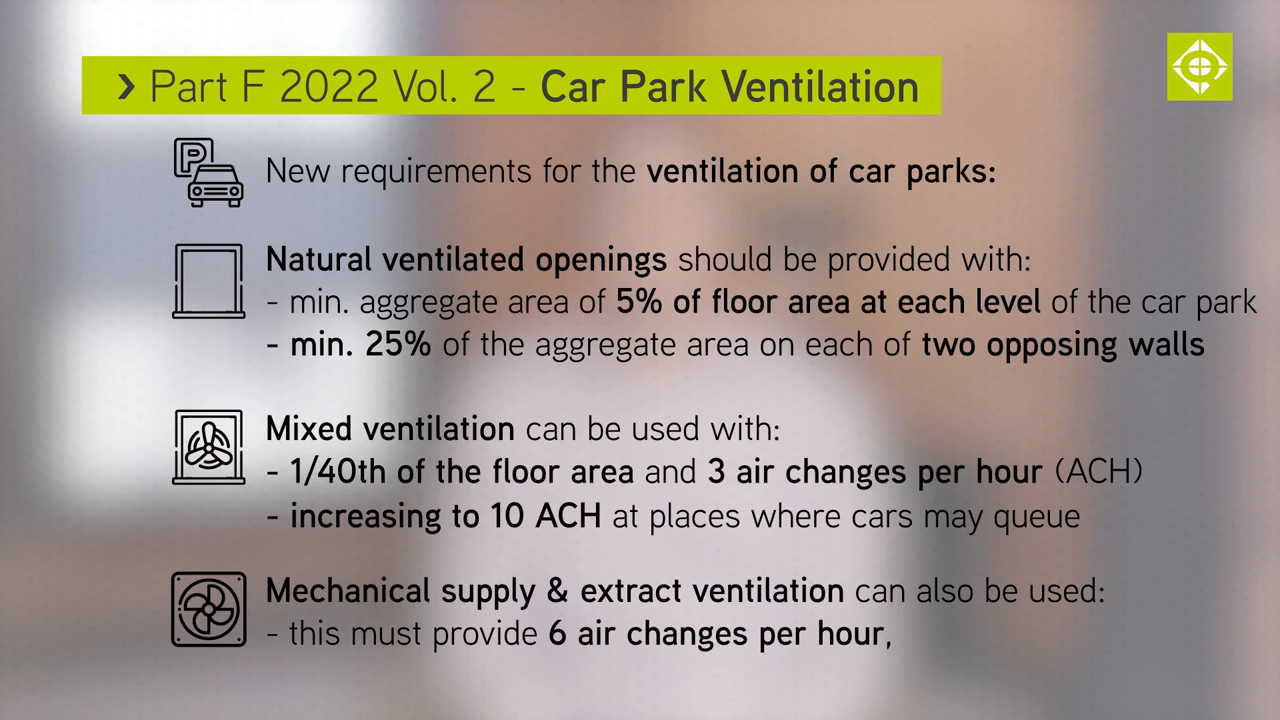 › Part F 2022 Vol. 2 - Car Park Ventilation
P
New requirements for the ventilation of car parks:
Natural ventilated openings should be provided with:
- min. aggregate area of 5% of floor area at each level of the car park
- min. 25% of the aggregate area on each of two opposing walls
Mixed ventilation can be used with:
- 1/40th of the floor area and 3 air changes per hour (ACH)
- increasing to 10 ACH at places where cars may queue
Mechanical supply & extract ventilation can also be used:
- this must provide 6 air changes per hour,